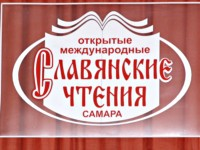 открытые
международные
Славянские
чтения
САМАРА